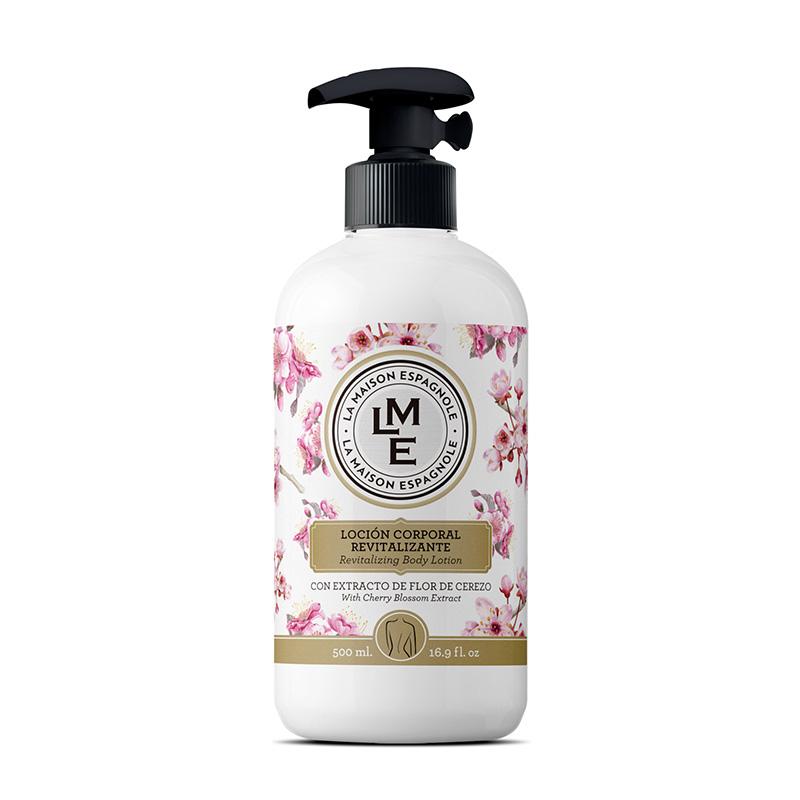 LA MAISON ESPAGNOLE
LME
LA MAISON ESPAGNOLE
LOCIÓN CORPORAL
REVITALIZANTE
Revitalizing Body Lotion
CON EXTRACTO DE FLOR DE CEREZO
With Cherry Blossom Extract
500 ml. 16.9 fl. oz